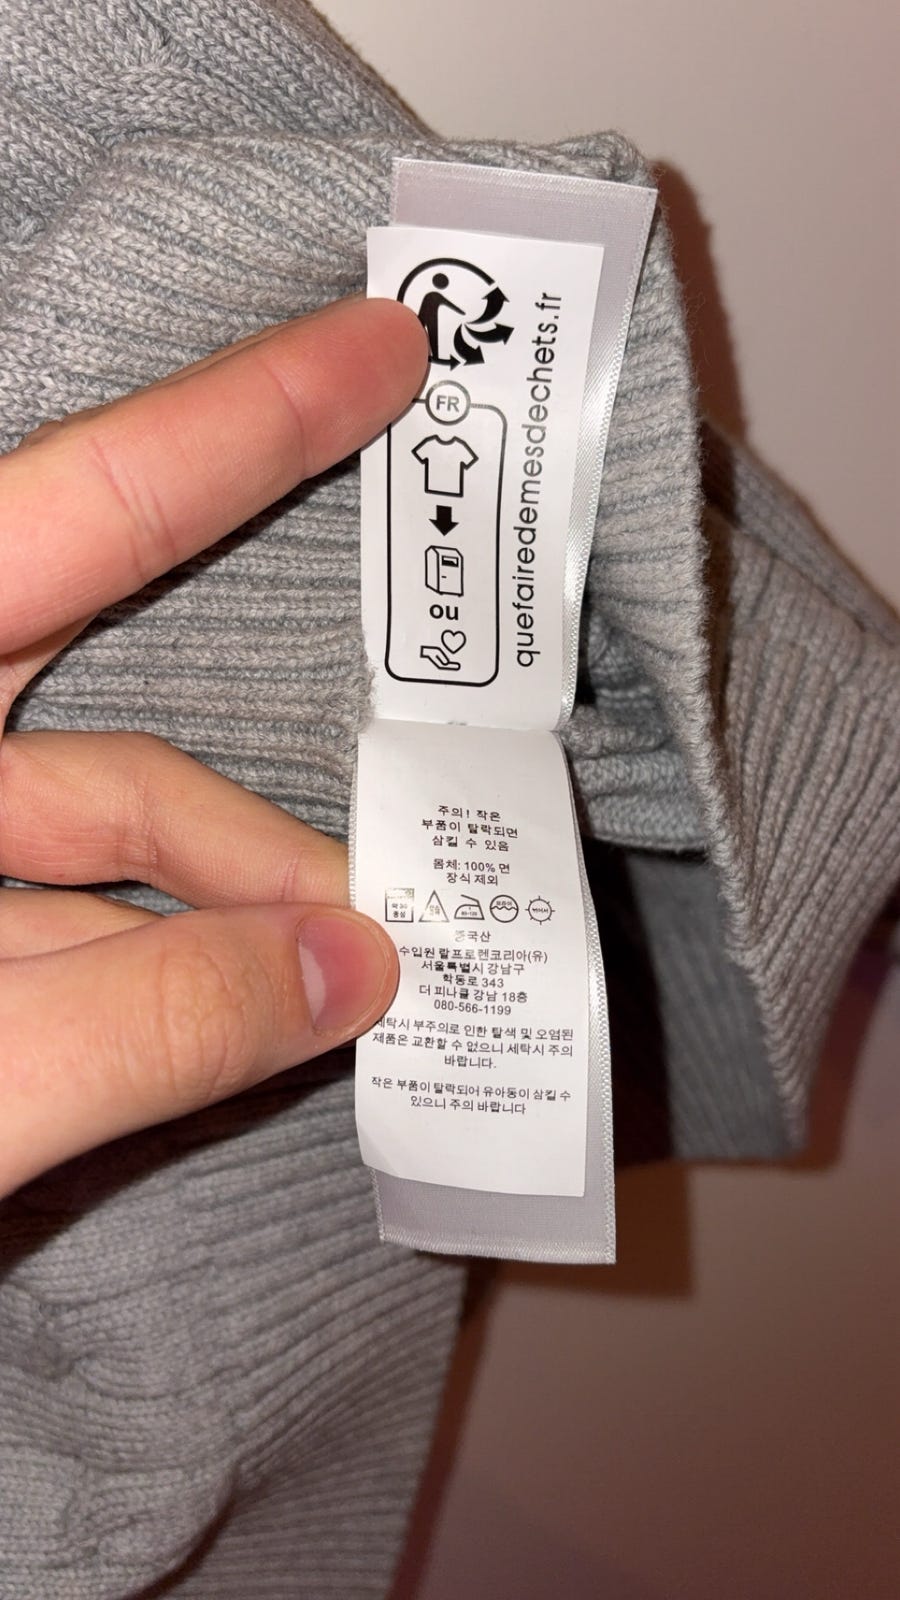 quefairedemesdechets.fr
FR
ou
주의! 작은
부품이 탈락되면
삼킬 수 있음
몸체: 100% 면
장식 제외
중국산
수입원 랄프로렌코리아(유)
서울특별시 강남구
학동로 343
더 피나클 강남 18층
080-566-1199
세탁시 부주의로 인한 탈색 및 오염된
제품은 교환할 수 없으니 세탁시 주의
바랍니다.
작은 부품이 탈락되어 유아동이 삼킬 수
있으니 주의 바랍니다